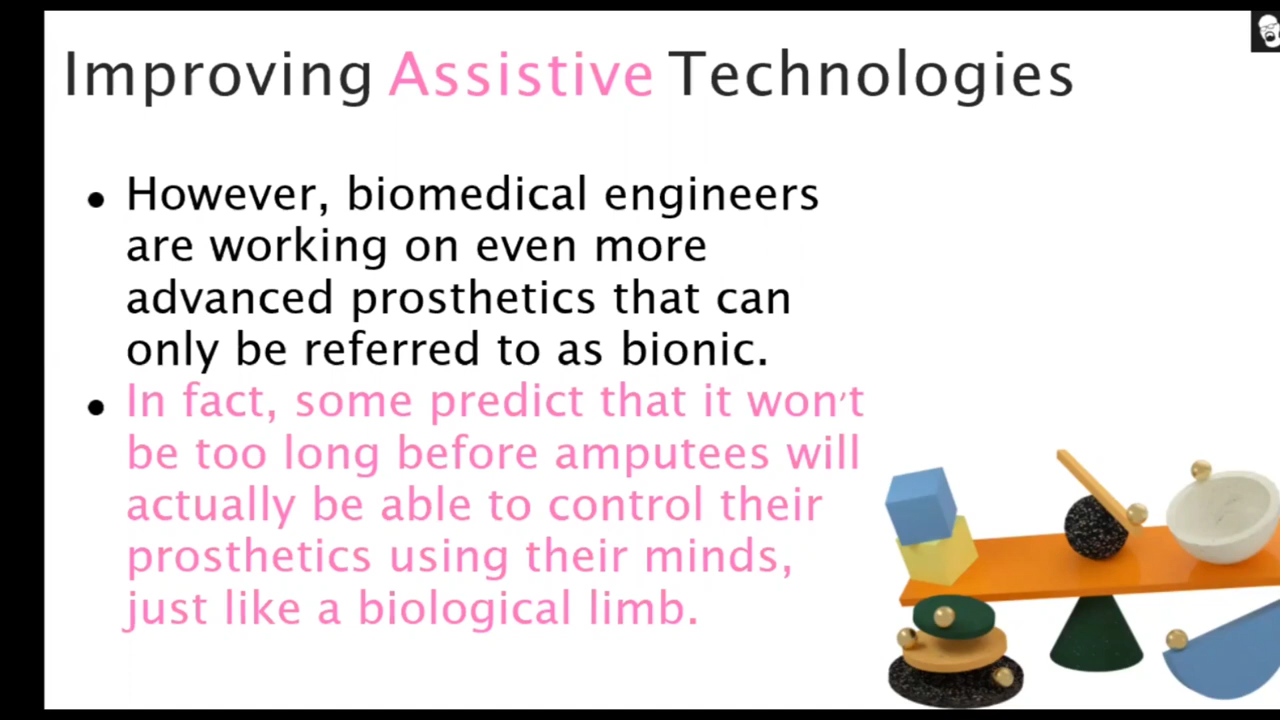 Improving Assistive Technologies
• However, biomedical engineers
are working on even more
advanced prosthetics that can
only be referred to as bionic.
• In fact, some predict that it won't
be too long before amputees will
actually be able to control their
prosthetics using their minds,
just like a biological limb.